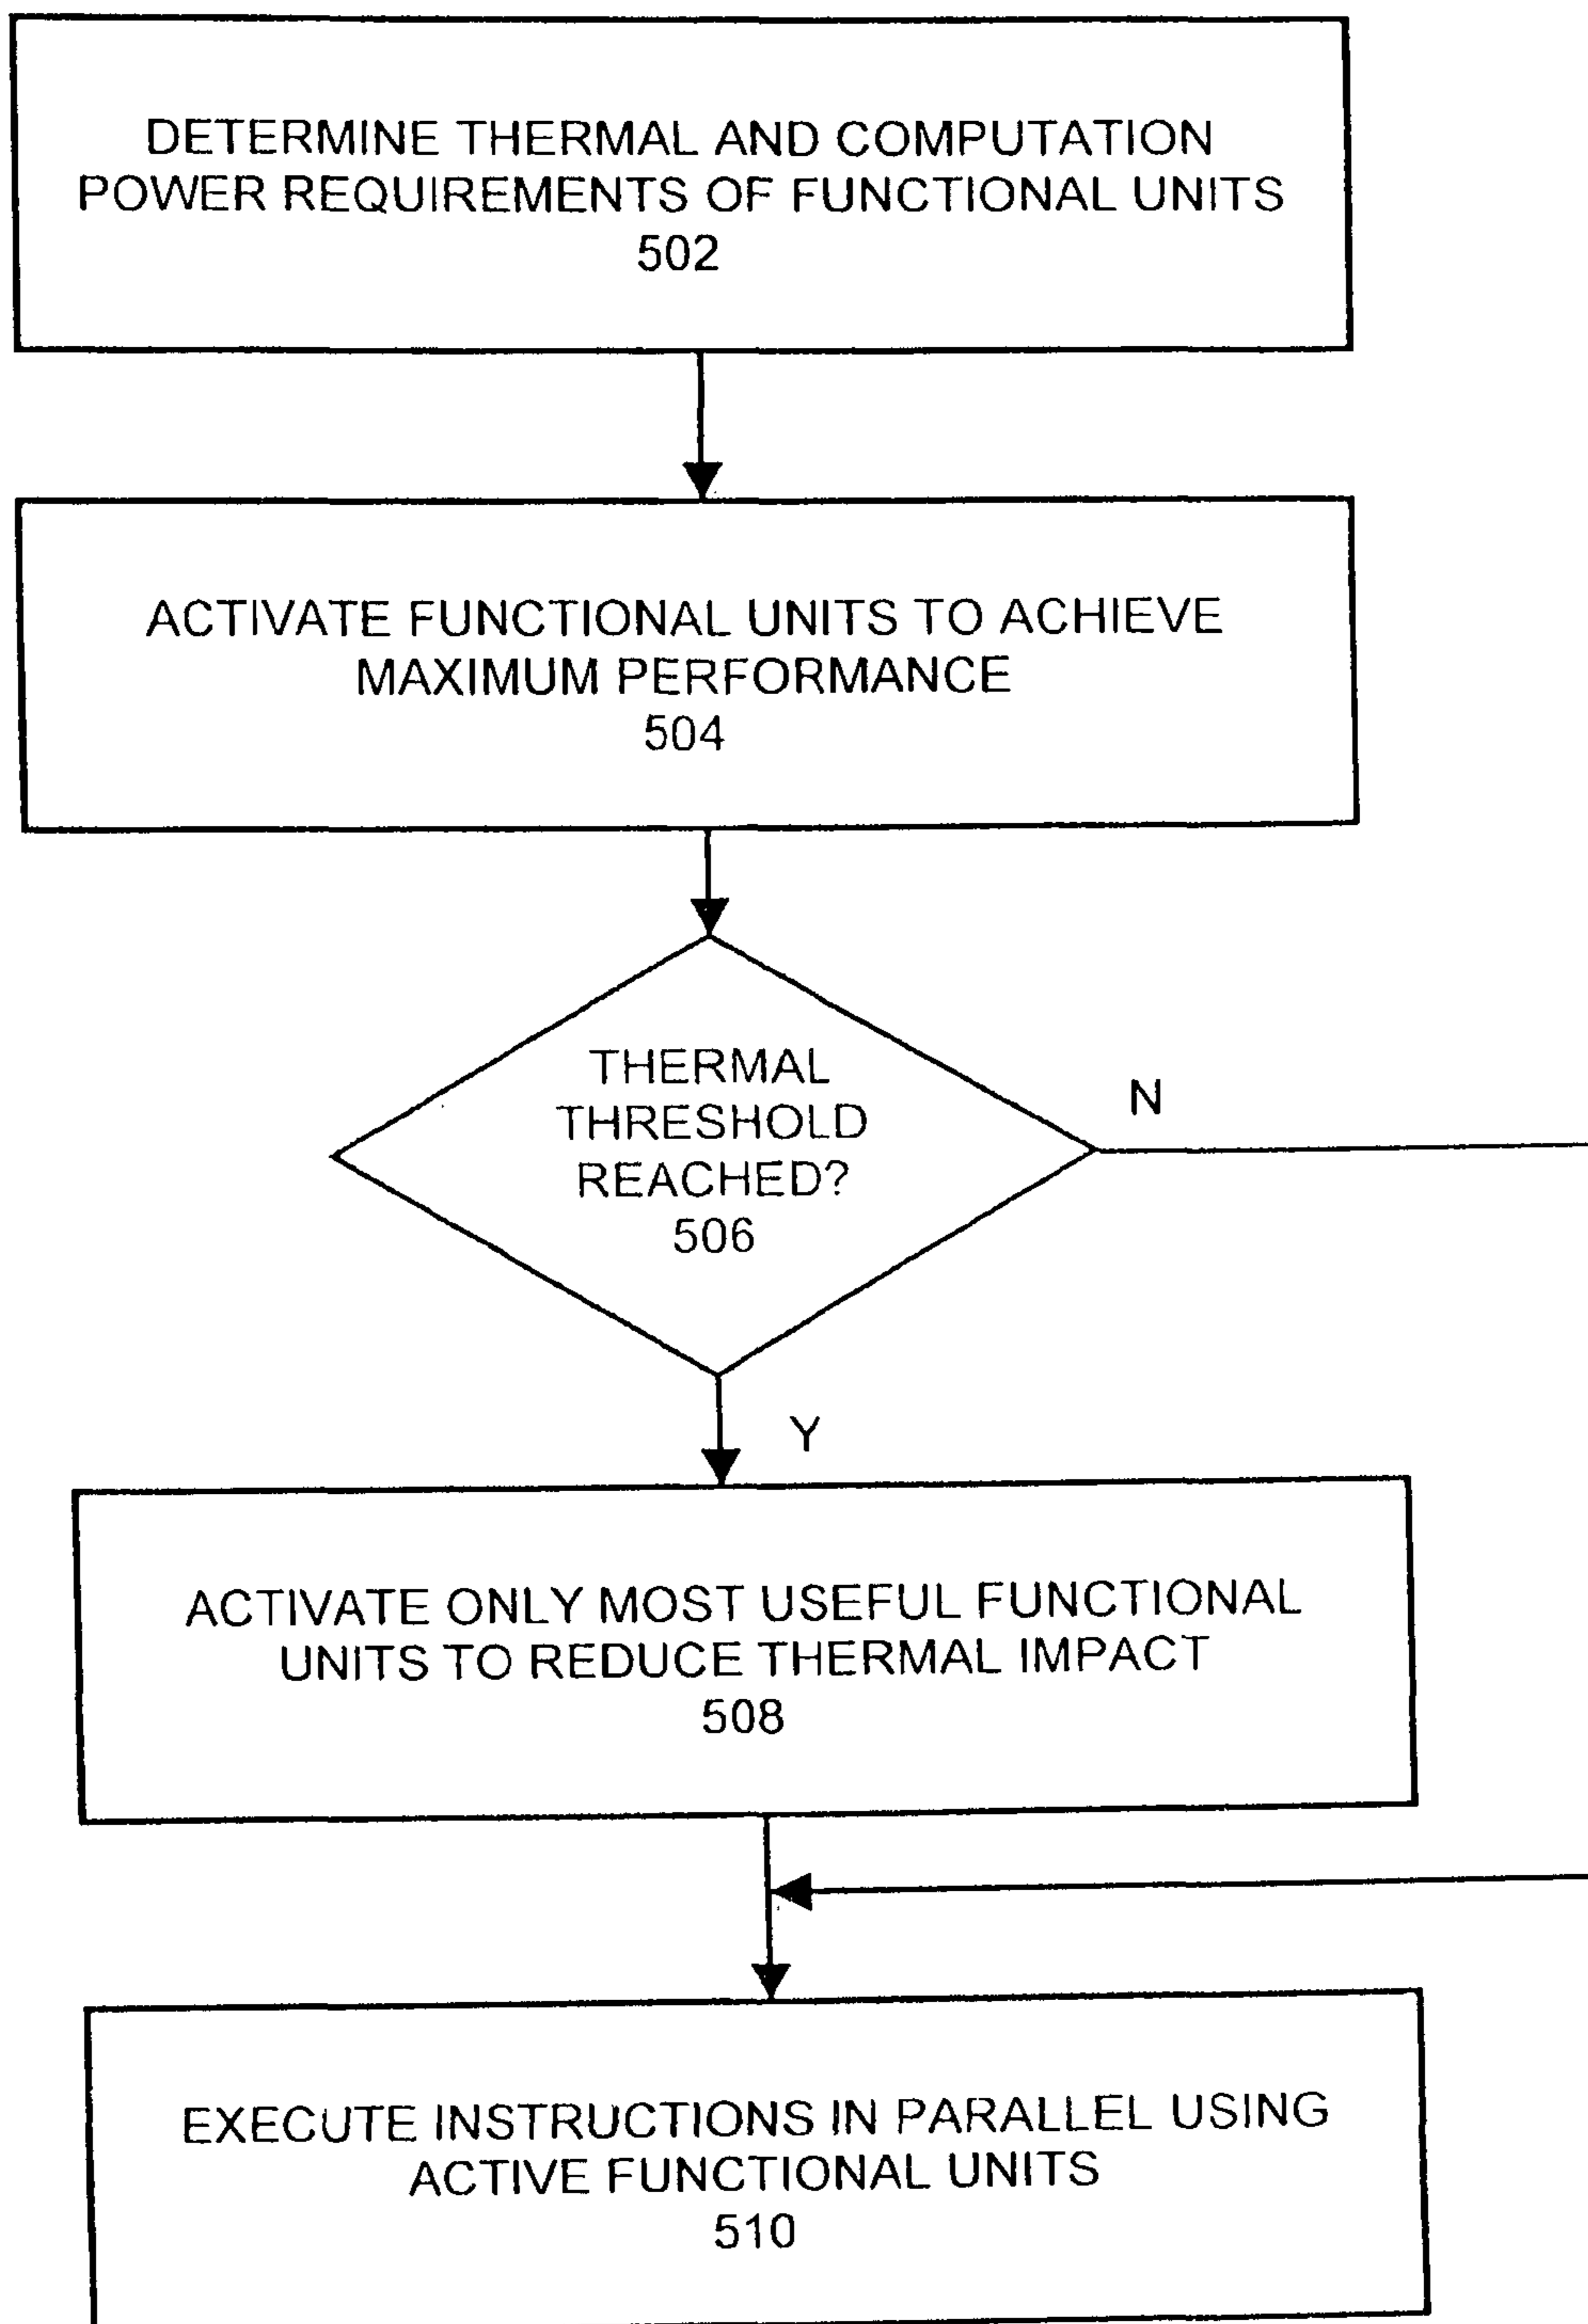 DETERMINE THERMAL AND COMPUTATION
POWER REQUIREMENTS OF FUNCTIONAL UNITS
502
ACTIVATE FUNCTIONAL UNITS TO ACHIEVE
MAXIMUM PERFORMANCE
504
THERMAL
THRESHOLD
REACHED?
506
N
Y
ACTIVATE ONLY MOST USEFUL FUNCTIONAL
UNITS TO REDUCE THERMAL IMPACT
508
EXECUTE INSTRUCTIONS IN PARALLEL USING
ACTIVE FUNCTIONAL UNITS
510